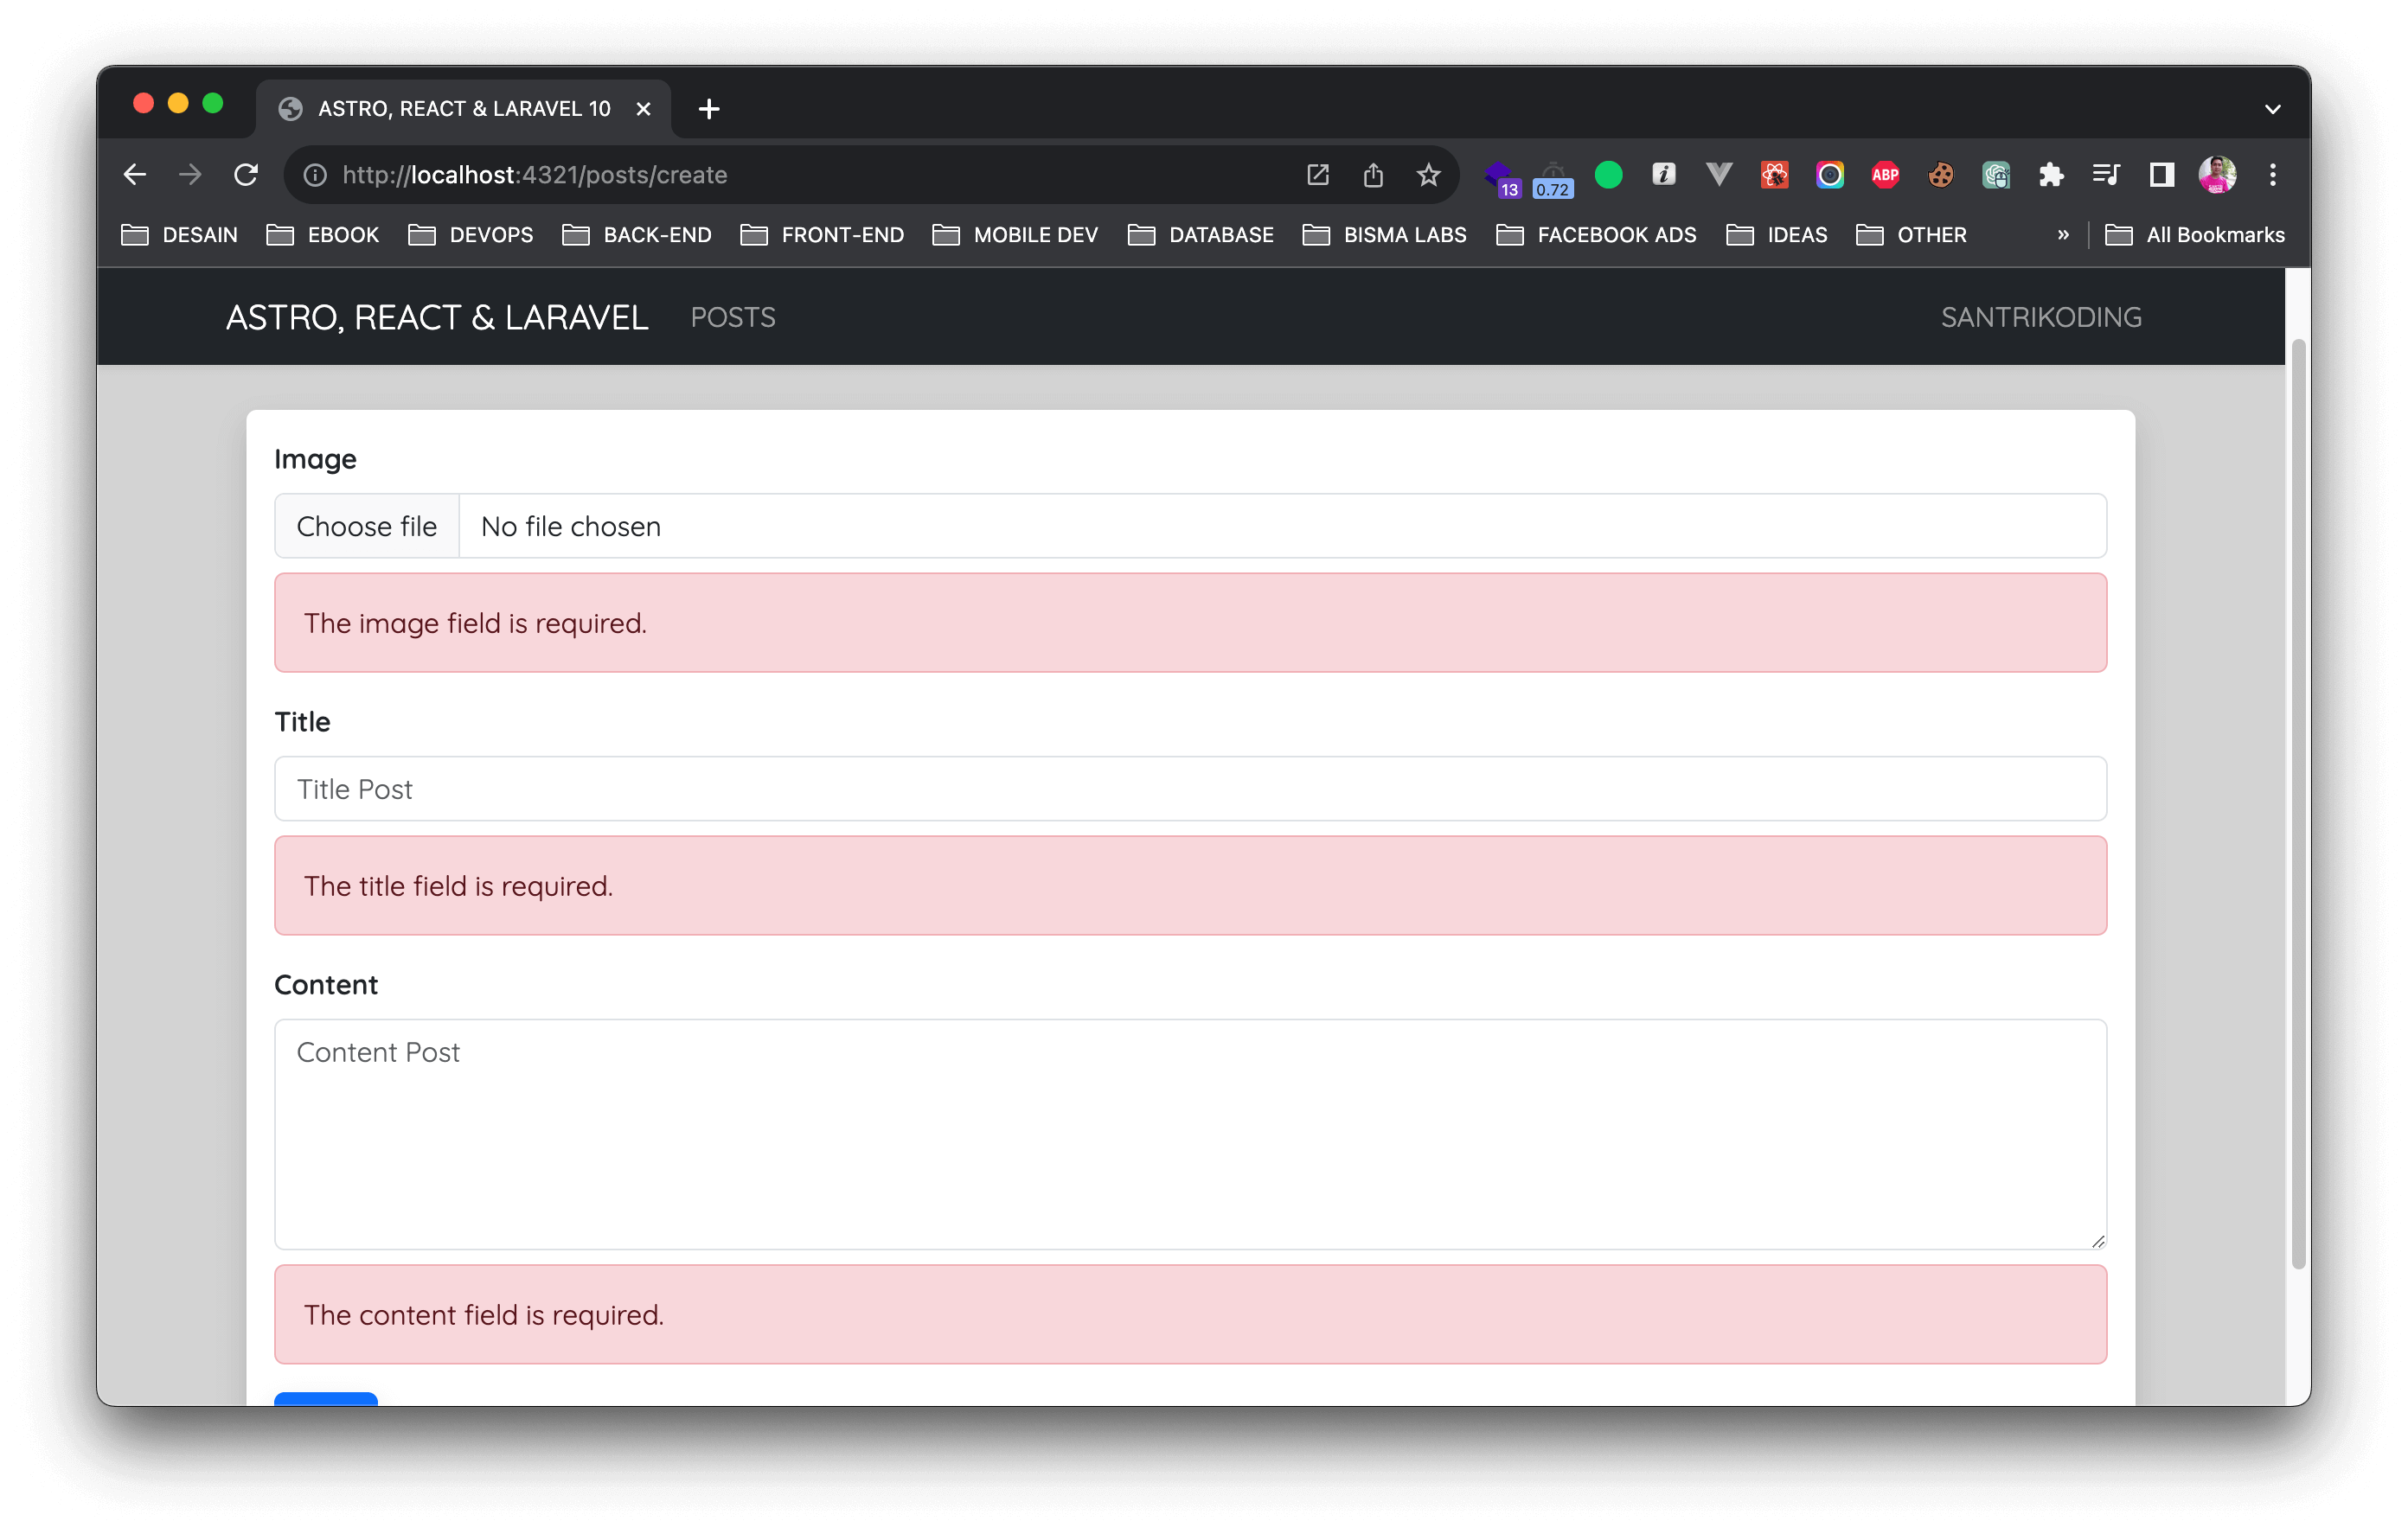 ASTRO, REACT & LARAVEL 10
http://localhost:4321/posts/create
13
0.72
i
ABP
DESAIN
EBOOK
DEVOPS
BACK-END
FRONT-END
MOBILE DEV
DATABASE
BISMA LABS
FACEBOOK ADS
IDEAS
OTHER
»
All Bookmarks
ASTRO, REACT & LARAVEL
POSTS
SANTRIKODING
Image
Choose file
No file chosen
The image field is required.
Title
Title Post
The title field is required.
Content
Content Post
The content field is required.